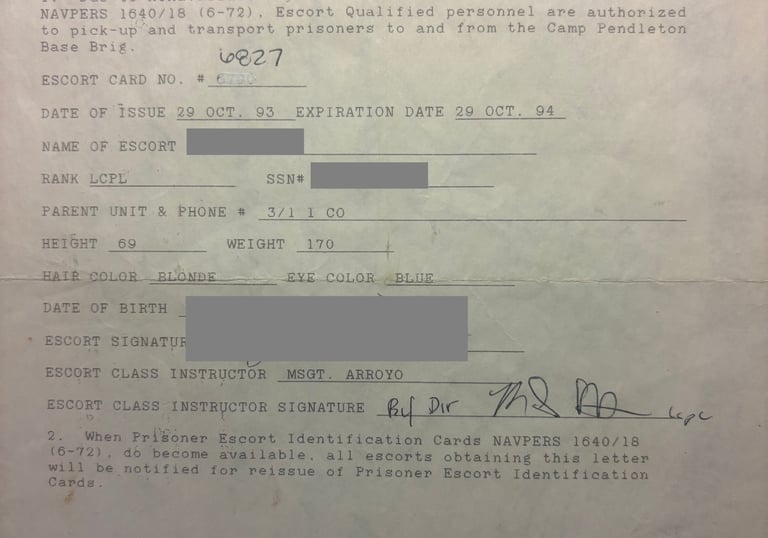 NAVPERS 1640/18 (6-72), Escort Qualified personnel are authorized
to pick-up and transport prisoners to and from the Camp Pendleton
Base Brig.
6827
ESCORT CARD NO. #
DATE OF ISSUE 29 OCT. 93 EXPIRATION DATE 29 OCT. 94
NAME OF ESCORT
RANK LCPL SSN#
PARENT UNIT & PHONE # 3/1 I CO
HEIGHT 69 WEIGHT 170
HAIR COLOR BLONDE EYE COLOR BLUE
DATE OF BIRTH
ESCORT SIGNATUR
ESCORT CLASS INSTRUCTOR MSGT. ARROYO
ESCORT CLASS INSTRUCTOR SIGNATURE By Dir
2. When Prisoner Escort Identification Cards NAVPERS 1640/18
(6-72), do become available, all escorts obtaining this letter
will be notified for reissue of Prisoner Escort Identification
Cards.